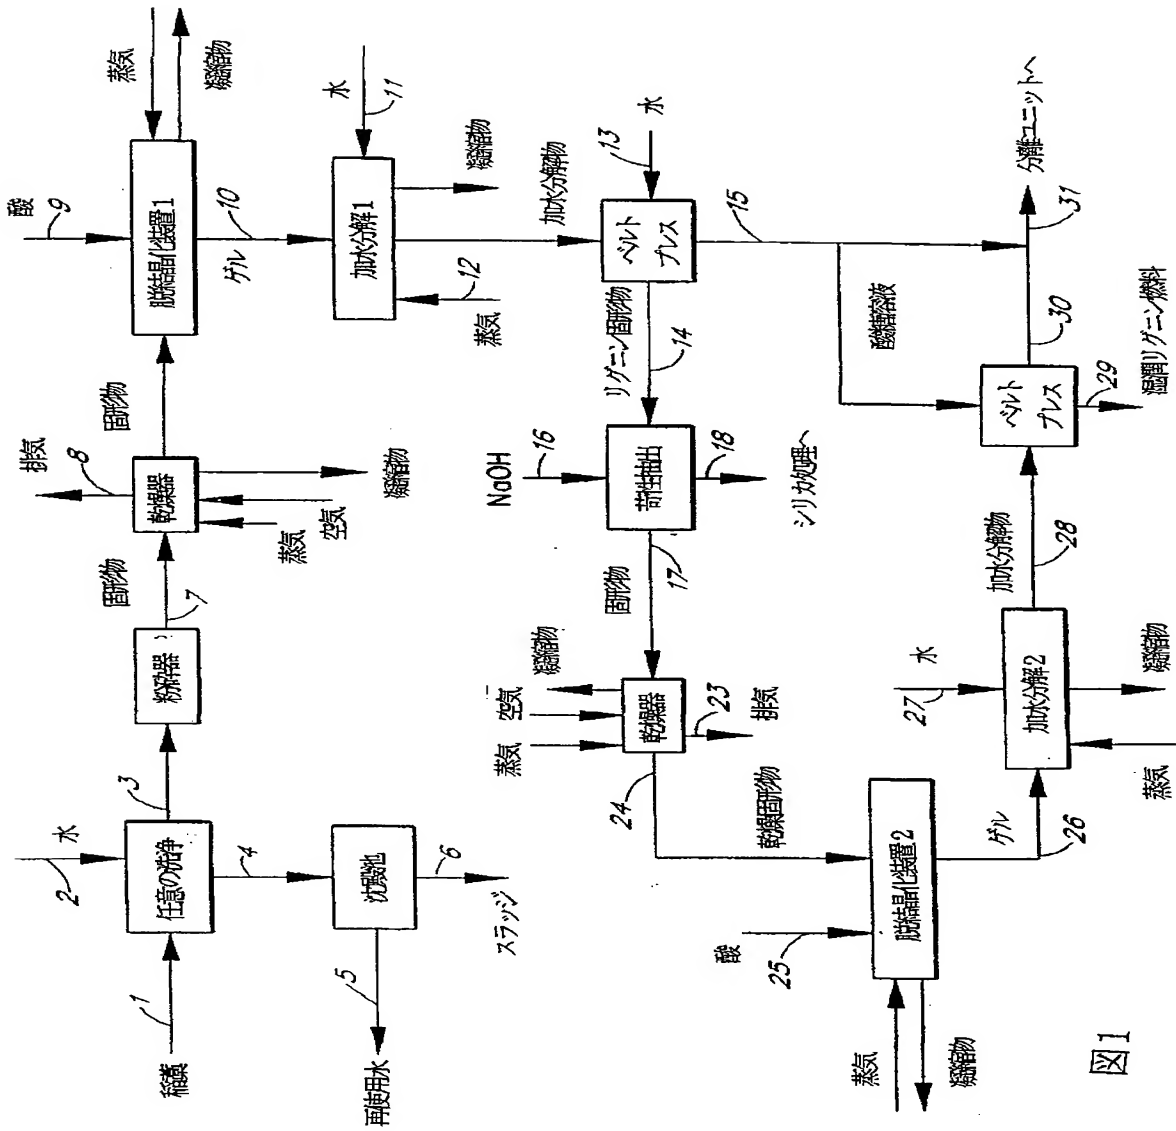 稲藁
1
2
水
任意の洗浄
3
4
沈殿池
5
再使用水
6
スラッジ
粉砕器
7
固形物
乾燥器
8
排気
蒸気
空気
凝縮物
固形物
酸
9
脱結晶化装置1
蒸気
凝縮物
10
ゲル
水
11
加水分解1
12
蒸気
凝縮物
加水分解物
13
水
ベルト
プレス
リグニン固形物
14
15
NaOH
16
苛性抽出
18
シリカ処理へ
17
固形物
蒸気
空気
凝縮物
乾燥器
23
排気
24
乾燥固形物
酸
25
脱結晶化装置2
蒸気
凝縮物
ゲル
26
27
水
加水分解2
蒸気
凝縮物
加水分解物
28
酸糖溶液
ベルト
プレス
29
湿潤リグニン燃料
30
31
分離ユニットへ
図1